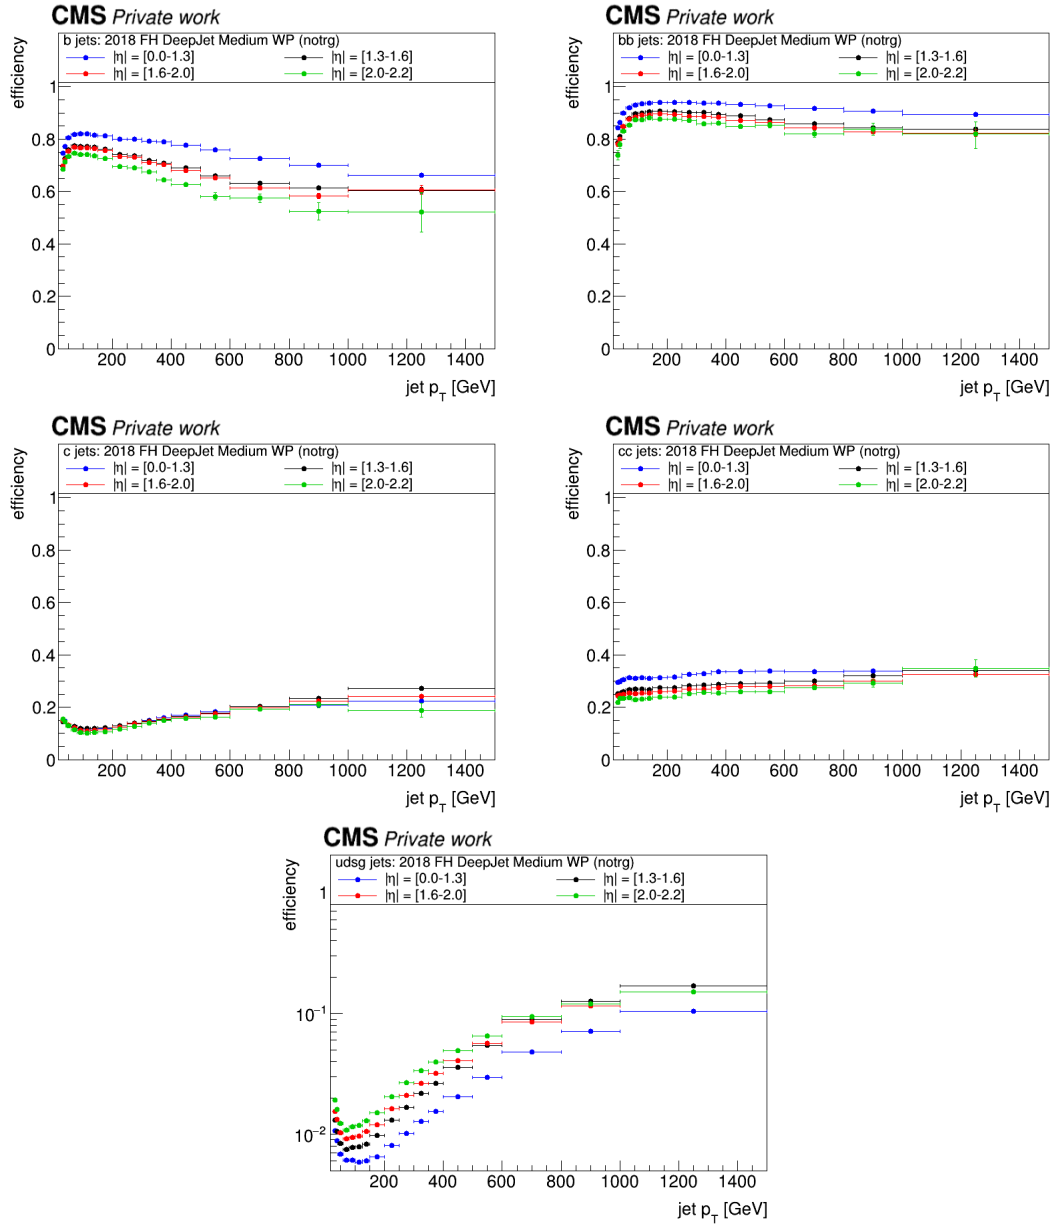 CMS Private work
b jets: 2018 FH DeepJet Medium WP (notrg)
|η| = [0.0-1.3] |η| = [1.3-1.6]
|η| = [1.6-2.0] |η| = [2.0-2.2]
efficiency
1
0.8
0.6
0.4
0.2
0
200 400 600 800 1000 1200 1400
jet pT [GeV]
CMS Private work
bb jets: 2018 FH DeepJet Medium WP (notrg)
|η| = [0.0-1.3] |η| = [1.3-1.6]
|η| = [1.6-2.0] |η| = [2.0-2.2]
efficiency
1
0.8
0.6
0.4
0.2
0
200 400 600 800 1000 1200 1400
jet pT [GeV]
CMS Private work
c jets: 2018 FH DeepJet Medium WP (notrg)
|η| = [0.0-1.3] |η| = [1.3-1.6]
|η| = [1.6-2.0] |η| = [2.0-2.2]
efficiency
1
0.8
0.6
0.4
0.2
0
200 400 600 800 1000 1200 1400
jet pT [GeV]
CMS Private work
cc jets: 2018 FH DeepJet Medium WP (notrg)
|η| = [0.0-1.3] |η| = [1.3-1.6]
|η| = [1.6-2.0] |η| = [2.0-2.2]
efficiency
1
0.8
0.6
0.4
0.2
0
200 400 600 800 1000 1200 1400
jet pT [GeV]
CMS Private work
udsg jets: 2018 FH DeepJet Medium WP (notrg)
|η| = [0.0-1.3] |η| = [1.3-1.6]
|η| = [1.6-2.0] |η| = [2.0-2.2]
efficiency
1
10⁻¹
10⁻²
200 400 600 800 1000 1200 1400
jet pT [GeV]